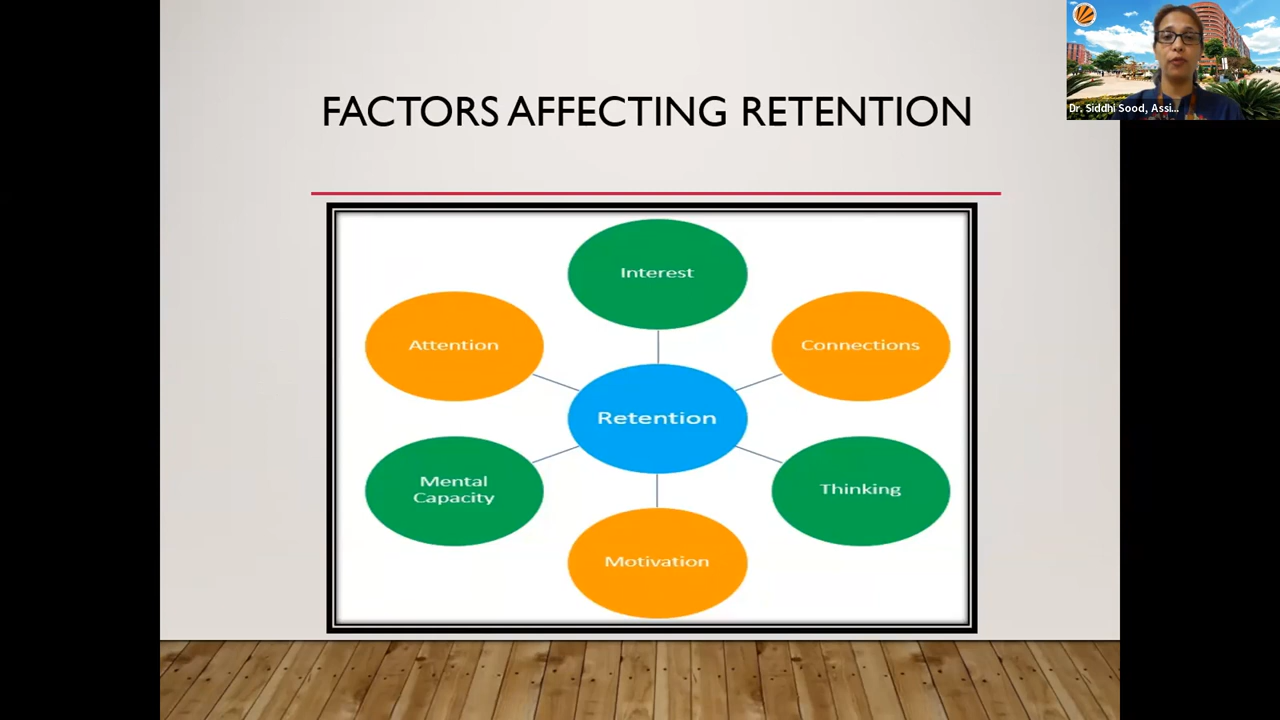 FACTORS AFFECTING RETENTION
Dr. Siddhi Sood, Assi...
Interest
Attention
Connections
Retention
Mental
Capacity
Thinking
Motivation